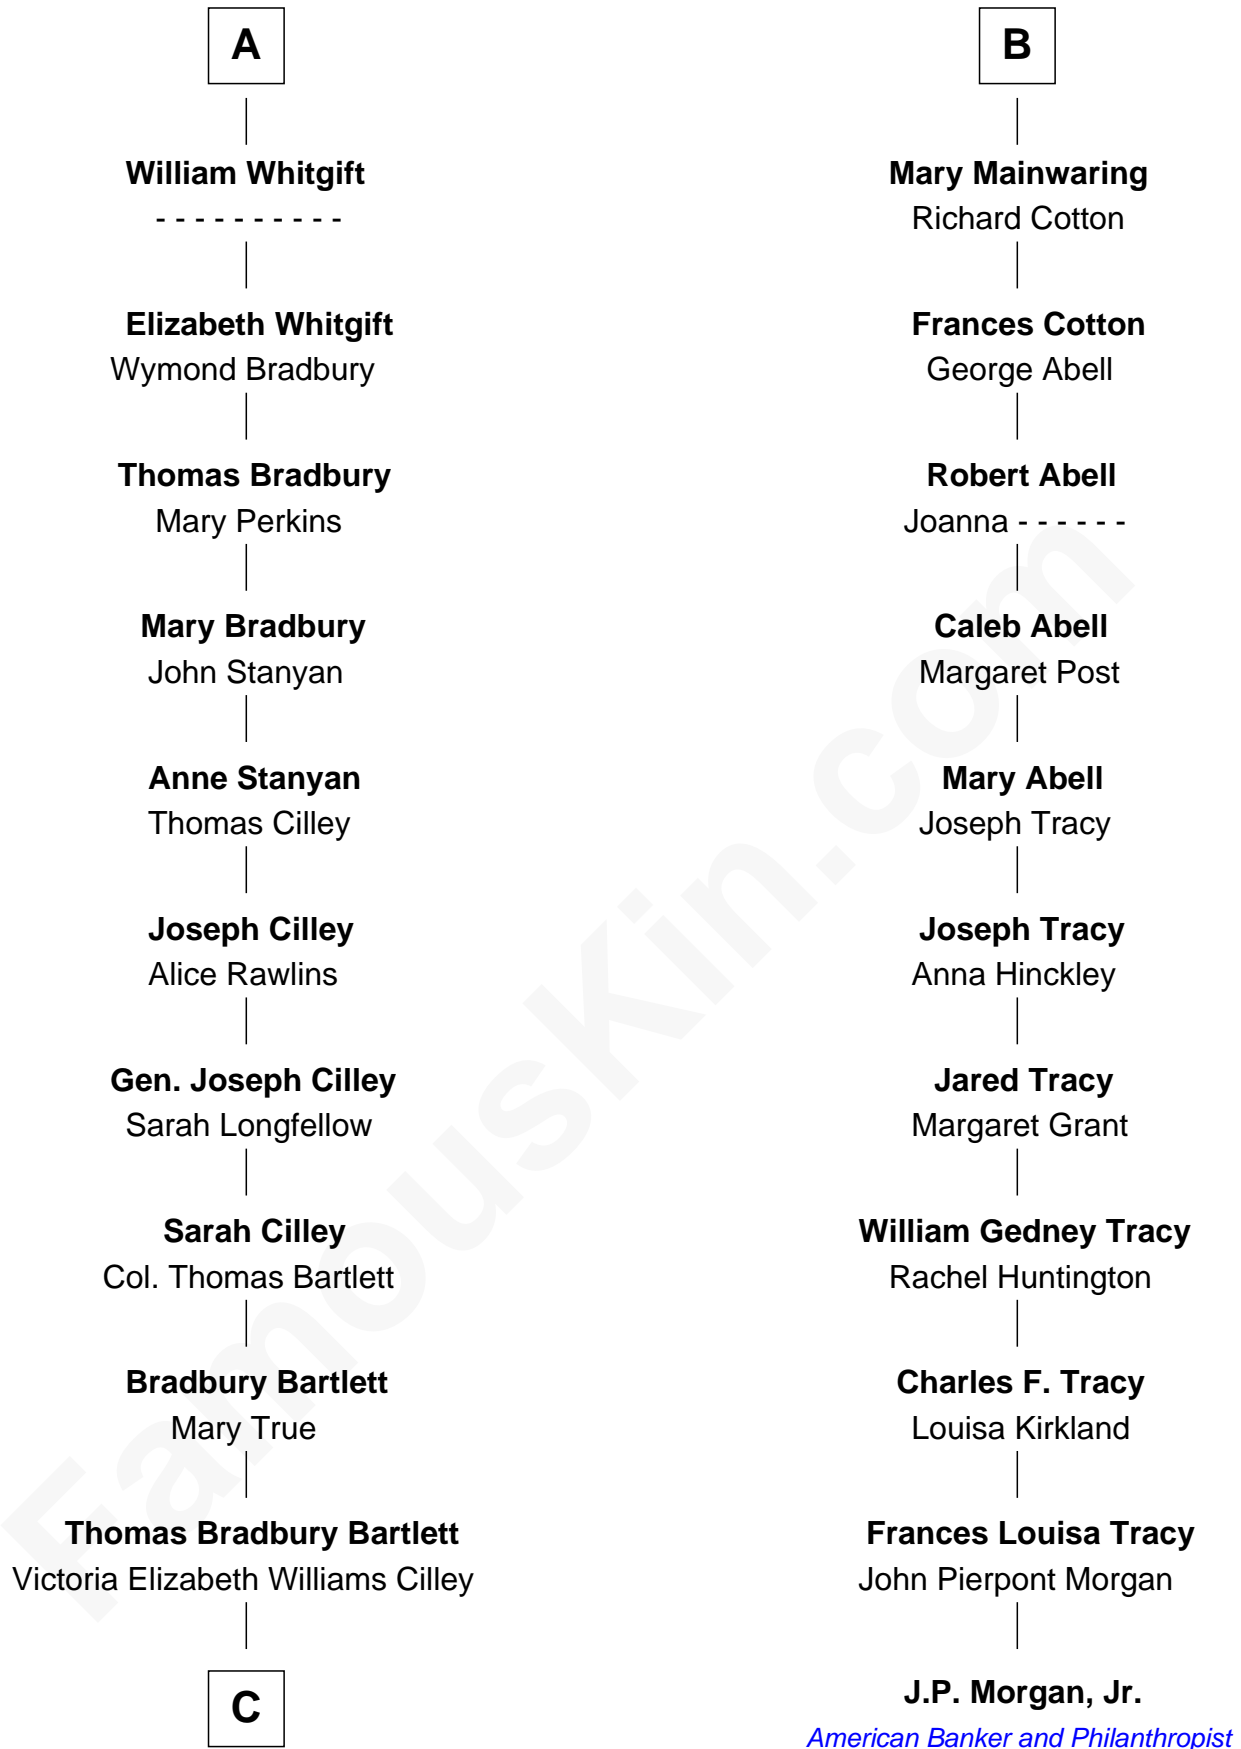 A
William Whitgift
- - - - - - - - - -
Elizabeth Whitgift
Wymond Bradbury
Thomas Bradbury
Mary Perkins
Mary Bradbury
John Stanyan
Anne Stanyan
Thomas Cilley
Joseph Cilley
Alice Rawlins
Gen. Joseph Cilley
Sarah Longfellow
Sarah Cilley
Col. Thomas Bartlett
Bradbury Bartlett
Mary True
Thomas Bradbury Bartlett
Victoria Elizabeth Williams Cilley
C
B
Mary Mainwaring
Richard Cotton
Frances Cotton
George Abell
Robert Abell
Joanna - - - - - -
Caleb Abell
Margaret Post
Mary Abell
Joseph Tracy
Joseph Tracy
Anna Hinckley
Jared Tracy
Margaret Grant
William Gedney Tracy
Rachel Huntington
Charles F. Tracy
Louisa Kirkland
Frances Louisa Tracy
John Pierpont Morgan
J.P. Morgan, Jr.
American Banker and Philanthropist
FamousKin.com